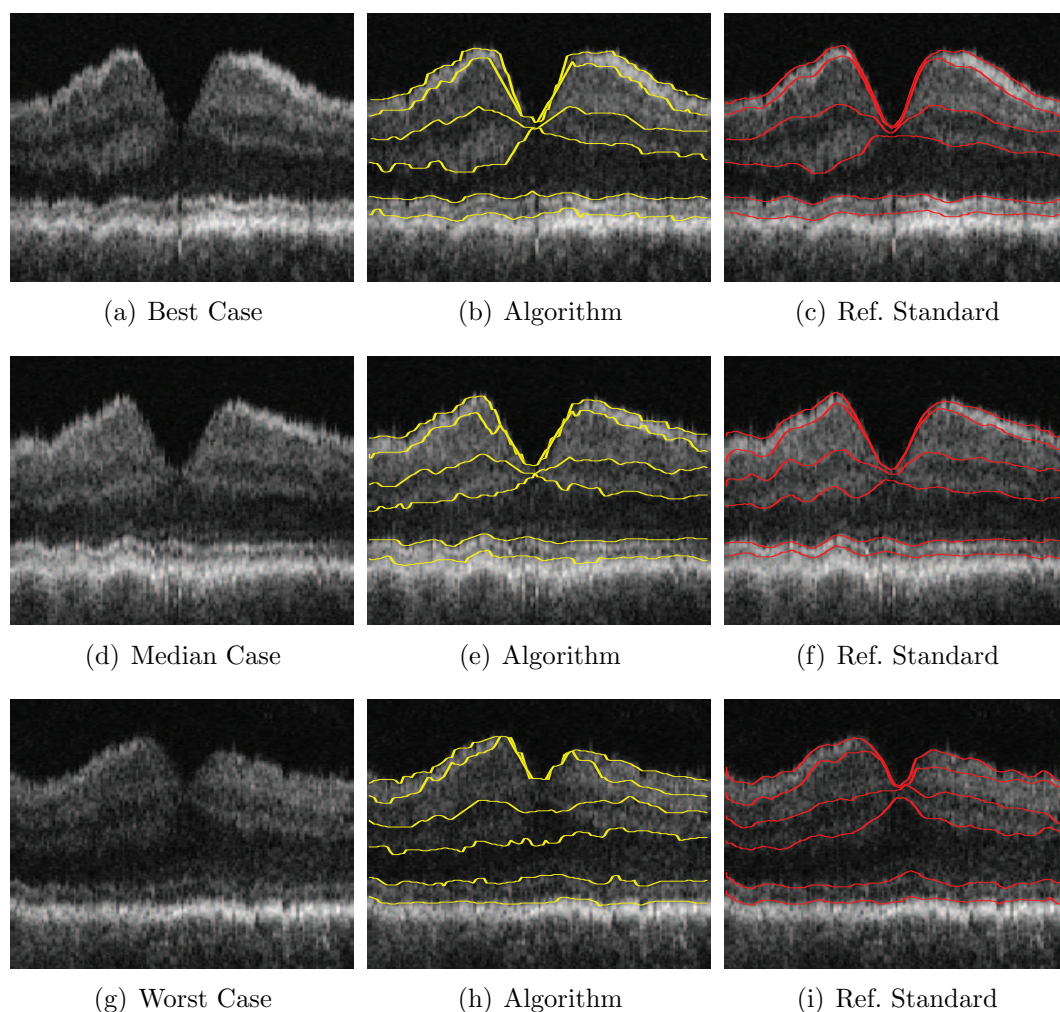 (a) Best Case
(b) Algorithm
(c) Ref. Standard
(d) Median Case
(e) Algorithm
(f) Ref. Standard
(g) Worst Case
(h) Algorithm
(i) Ref. Standard